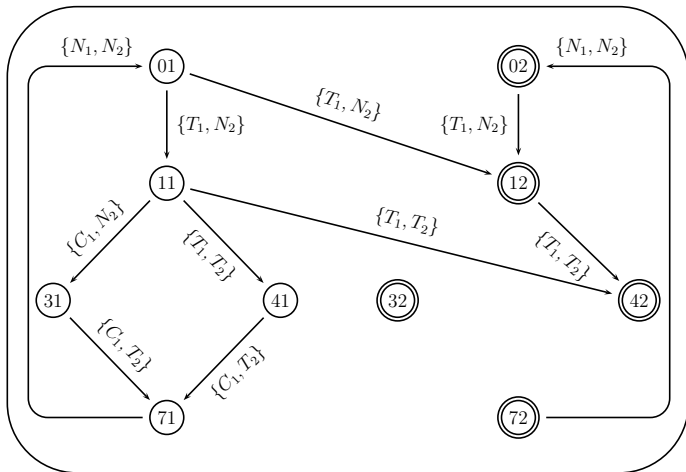 {N₁, N₂}
{N₁, N₂}
01
02
{T₁, N₂}
{T₁, N₂}
{T₁, N₂}
11
12
{C₁, N₂}
{T₁, T₂}
{T₁, T₂}
{T₁, T₂}
31
41
32
42
{C₁, T₂}
{C₁, T₂}
71
72